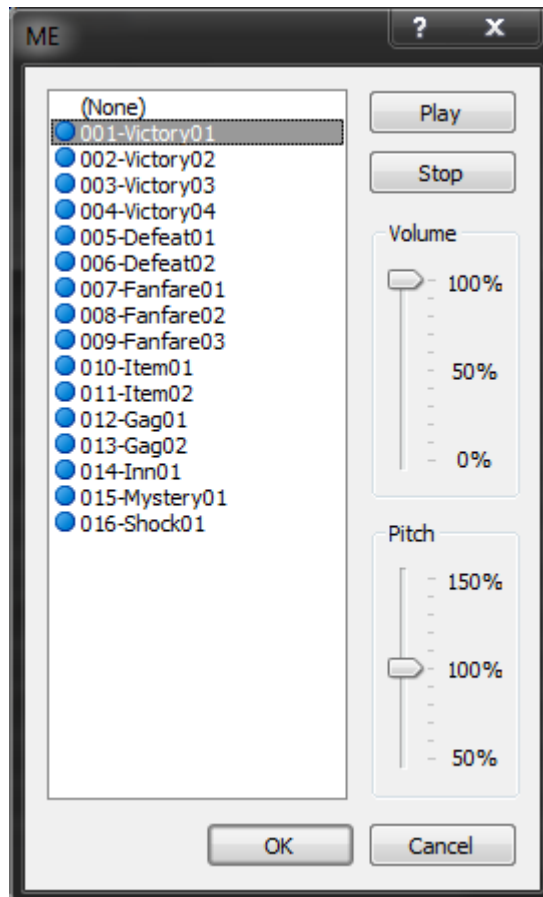 ME
?
x
(None)
001-Victory01
002-Victory02
003-Victory03
004-Victory04
005-Defeat01
006-Defeat02
007-Fanfare01
008-Fanfare02
009-Fanfare03
010-Item01
011-Item02
012-Gag01
013-Gag02
014-Inn01
015-Mystery01
016-Shock01
Play
Stop
Volume
100%
50%
0%
Pitch
150%
100%
50%
OK
Cancel